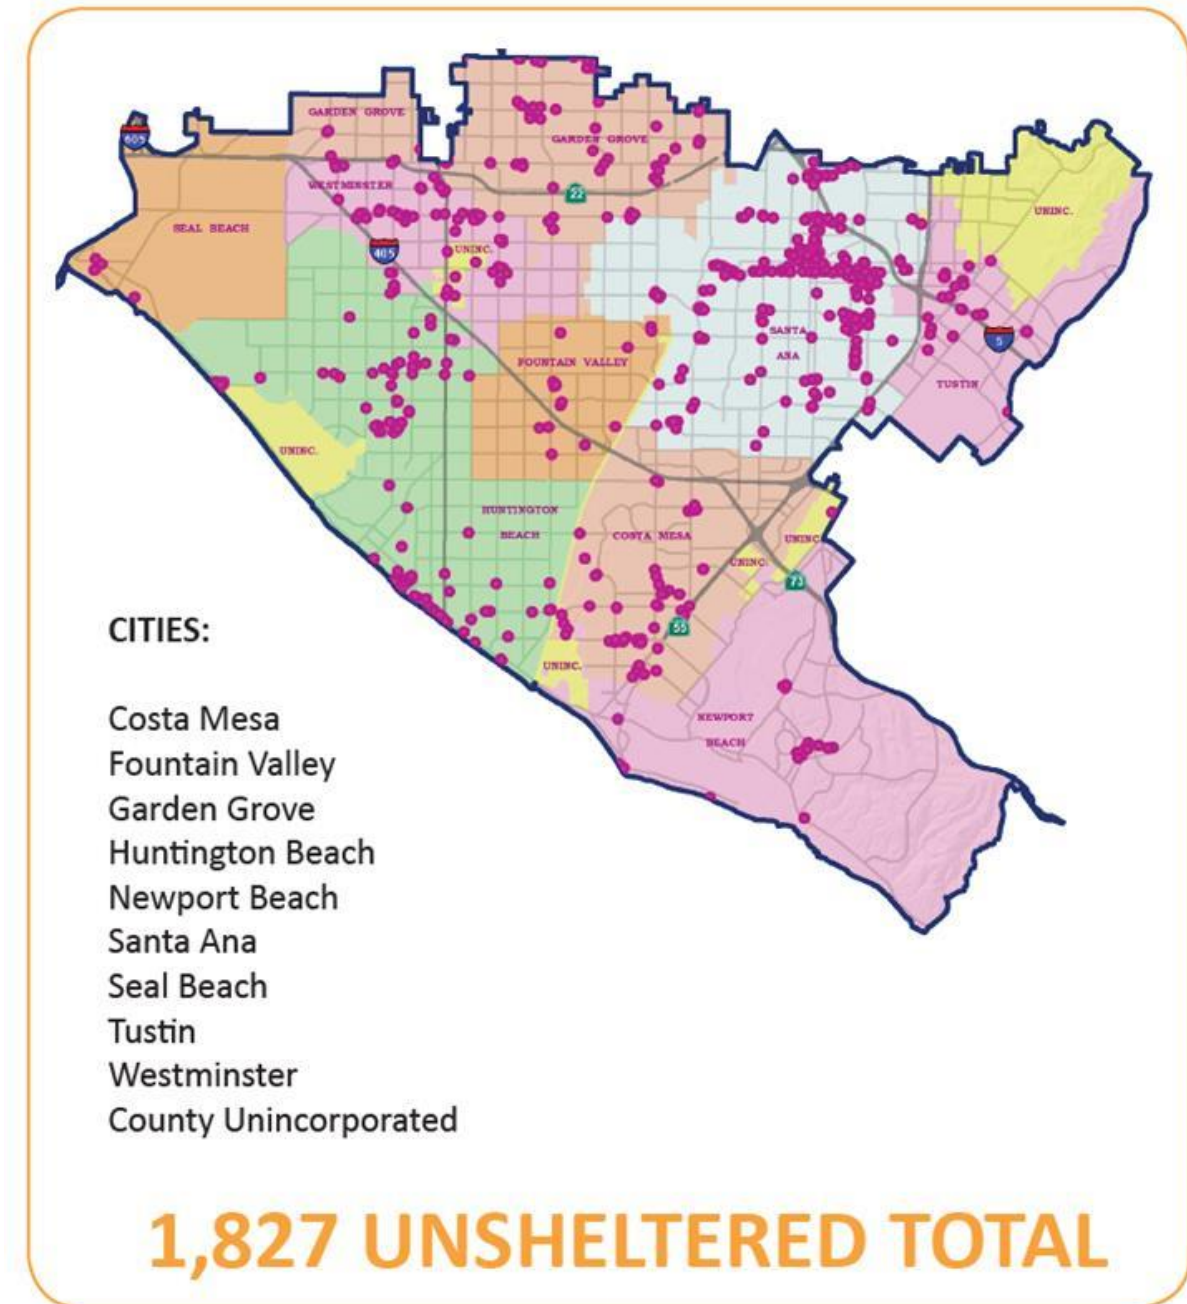 GARDEN GROVE
605
GARDEN GROVE
WESTMINSTER
22
UNINC.
SEAL BEACH
405
UNINC.
SANTA
ANA
5
FOUNTAIN VALLEY
TUSTIN
UNINC.
HUNTINGTON
BEACH
COSTA MESA
UNINC.
UNINC.
73
55
UNINC.
NEWPORT
BEACH
CITIES:
Costa Mesa
Fountain Valley
Garden Grove
Huntington Beach
Newport Beach
Santa Ana
Seal Beach
Tustin
Westminster
County Unincorporated
1,827 UNSHELTERED TOTAL